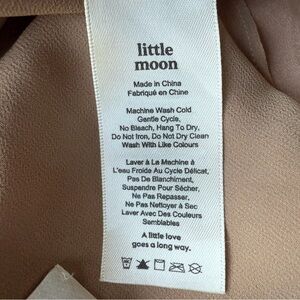 little
moon
Made in China
Fabriqué en Chine
Machine Wash Cold
Gentle Cycle,
No Bleach, Hang To Dry,
Do Not Iron, Do Not Dry Clean
Wash With Like Colours
Laver À La Machine À
L'eau Froide Au Cycle Délicat,
Pas De Blanchiment,
Suspendre Pour Sécher,
Ne Pas Repasser,
Ne Pas Nettoyer à Sec
Laver Avec Des Couleurs
Semblables
A little love
goes a long way.